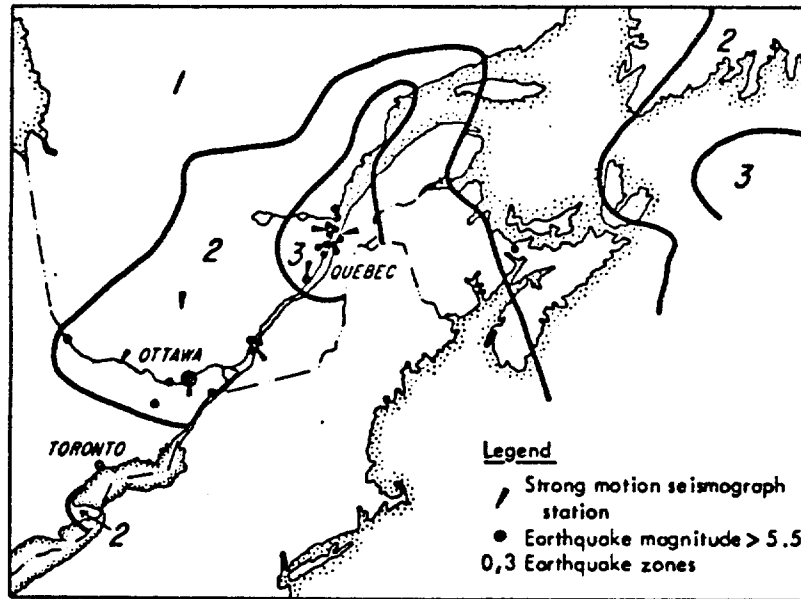 2
1
3
2
3
QUEBEC
OTTAWA
TORONTO
2
Legend
Strong motion seismograph
station
Earthquake magnitude > 5.5
0,3 Earthquake zones